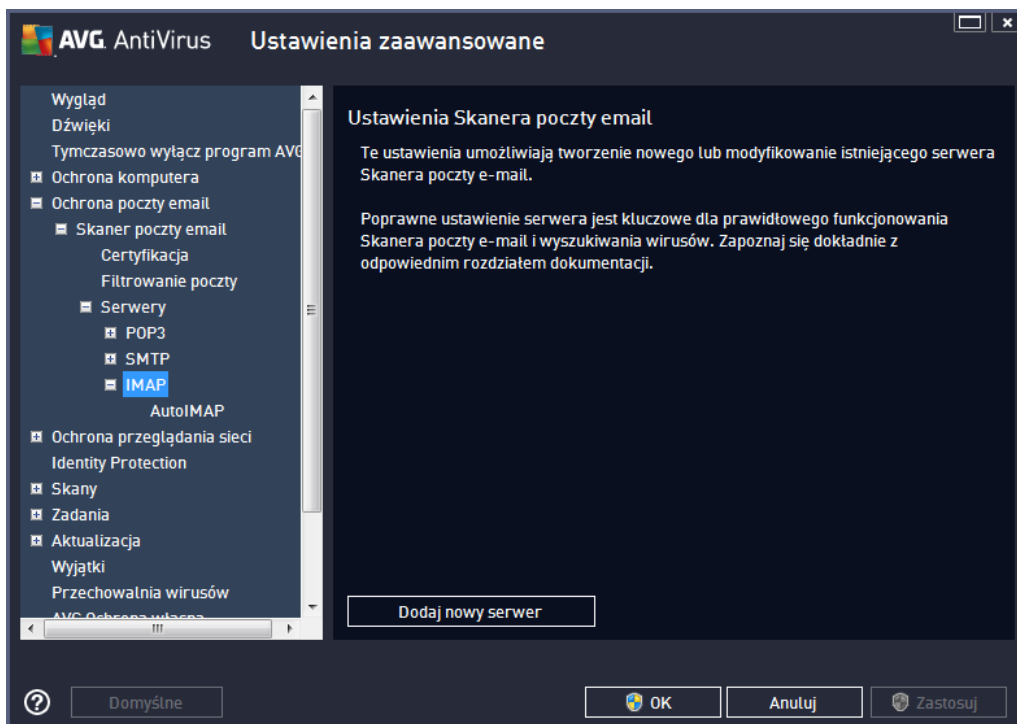 AVG. AntiVirus Ustawienia zaawansowane
Wygląd
Dźwięki
Tymczasowo wyłącz program AVG
Ochrona komputera
Ochrona poczty email
Skaner poczty email
Certyfikacja
Filtrowanie poczty
Serwery
POP3
SMTP
IMAP
AutoIMAP
Ochrona przeglądania sieci
Identity Protection
Skany
Zadania
Aktualizacja
Wyjątki
Przechowalnia wirusów
AVG Ochrona własna
Ustawienia Skanera poczty email
Te ustawienia umożliwiają tworzenie nowego lub modyfikowanie istniejącego serwera
Skanera poczty e-mail.
Poprawne ustawienie serwera jest kluczowe dla prawidłowego funkcjonowania
Skanera poczty e-mail i wyszukiwania wirusów. Zapoznaj się dokładnie z
odpowiednim rozdziałem dokumentacji.
Dodaj nowy serwer
Domyślne
OK
Anuluj
Zastosuj